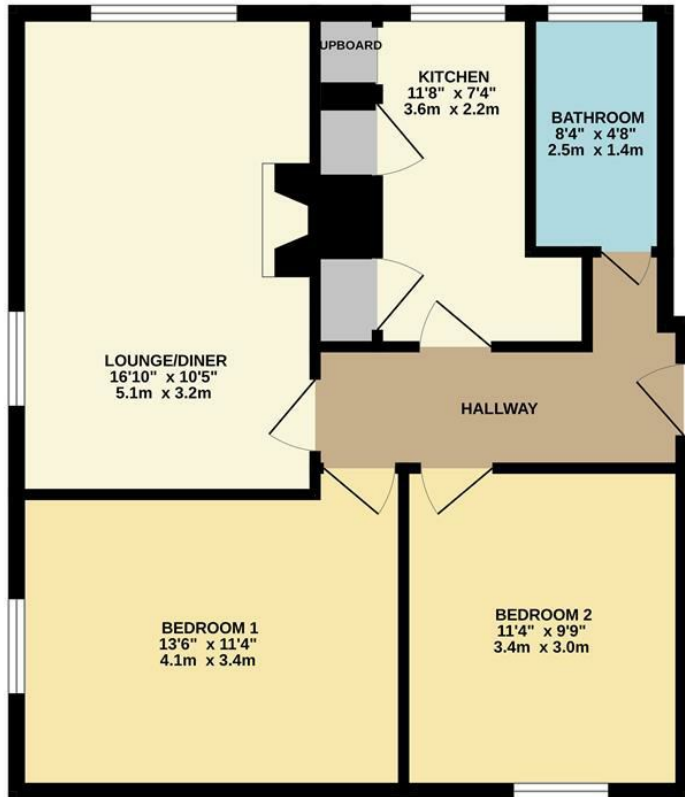 UPBOARD
KITCHEN
11'8" x 7'4"
3.6m x 2.2m
BATHROOM
8'4" x 4'8"
2.5m x 1.4m
LOUNGE/DINER
16'10" x 10'5"
5.1m x 3.2m
HALLWAY
BEDROOM 1
13'6" x 11'4"
4.1m x 3.4m
BEDROOM 2
11'4" x 9'9"
3.4m x 3.0m